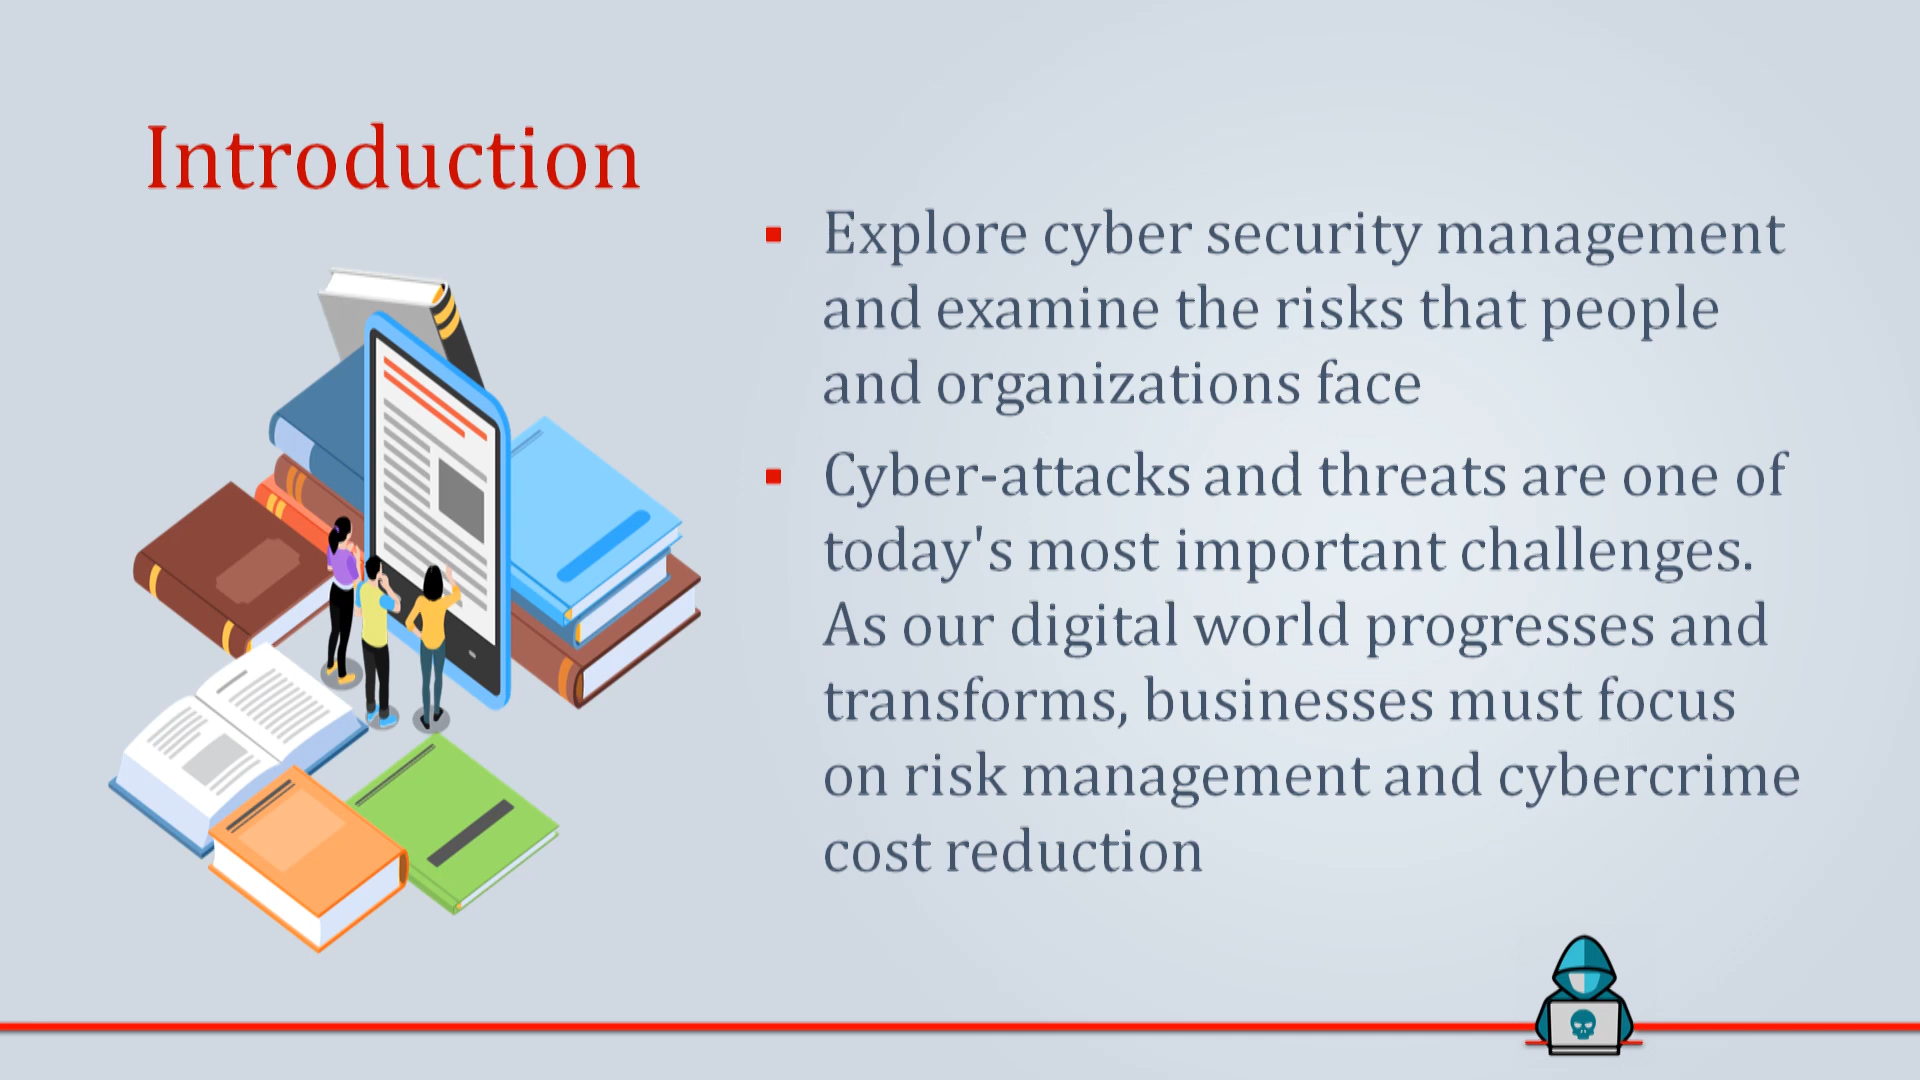 Introduction
▪ Explore cyber security management
and examine the risks that people
and organizations face
▪ Cyber-attacks and threats are one of
today's most important challenges.
As our digital world progresses and
transforms, businesses must focus
on risk management and cybercrime
cost reduction